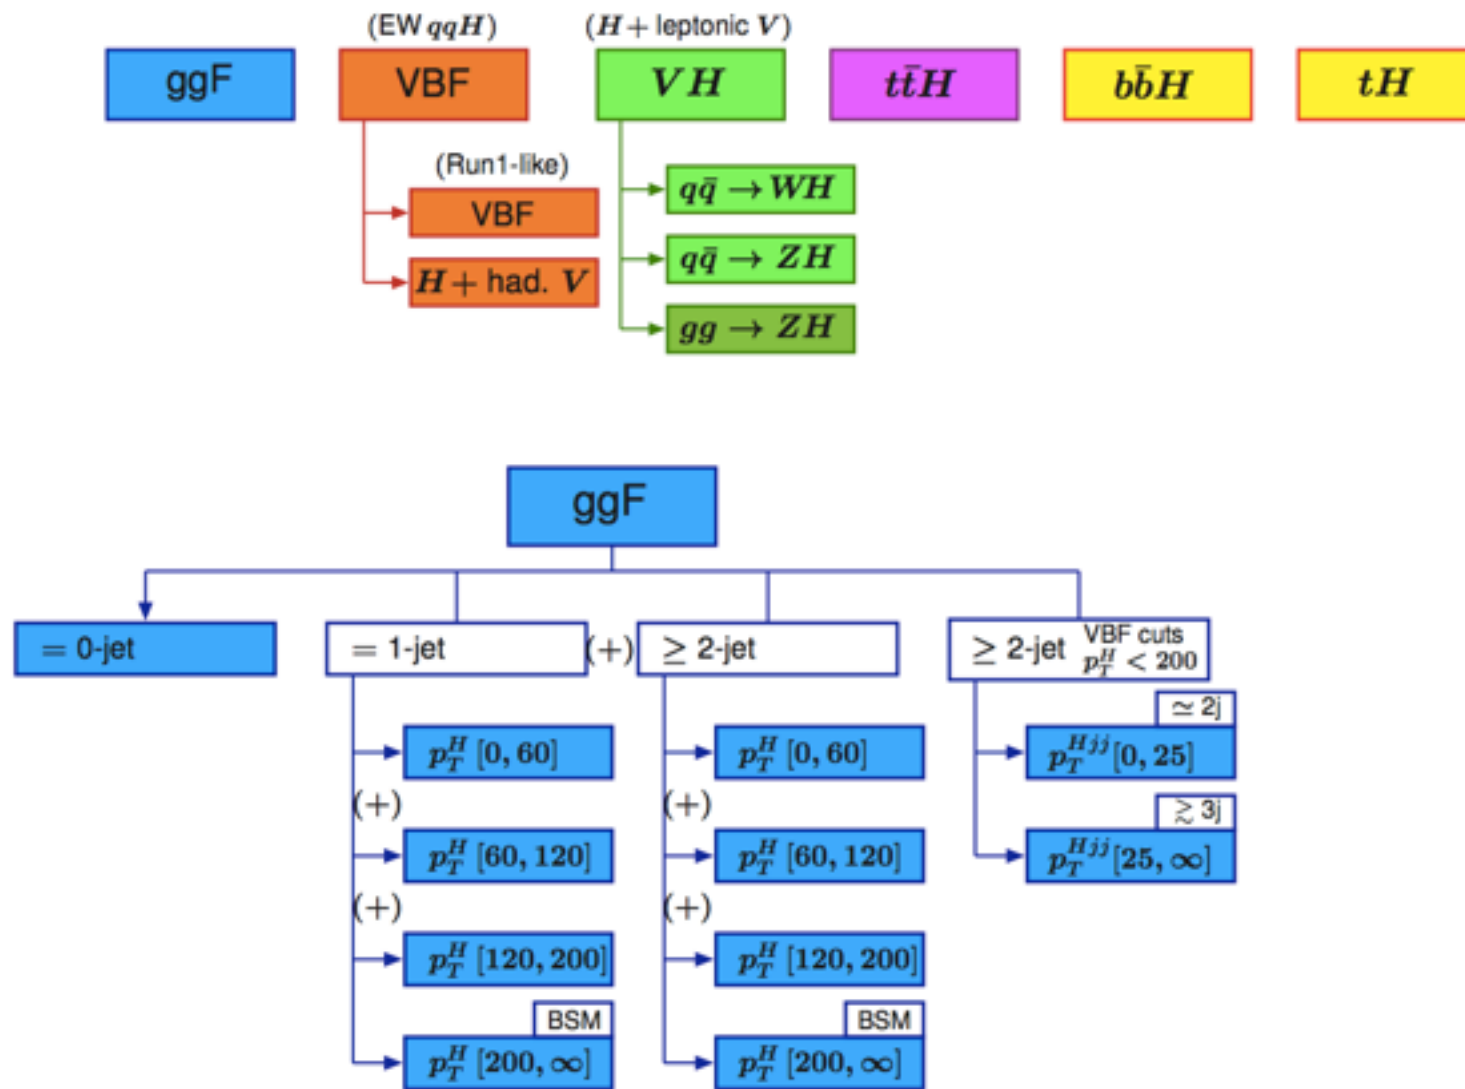 (EW qqH) (H + leptonic V)
ggF VBF VH tt̄H bb̄H tH
(Run1-like)
VBF
H + had. V
qq̄ → WH
qq̄ → ZH
gg → ZH
ggF
= 0-jet
= 1-jet
(+)
≥ 2-jet
≥ 2-jet VBF cuts
p_T^H < 200
p_T^H [0, 60]
(+)
p_T^H [60, 120]
(+)
p_T^H [120, 200]
BSM
p_T^H [200, ∞]
p_T^H [0, 60]
(+)
p_T^H [60, 120]
(+)
p_T^H [120, 200]
BSM
p_T^H [200, ∞]
≃ 2j
p_T^{Hjj} [0, 25]
≳ 3j
p_T^{Hjj} [25, ∞]